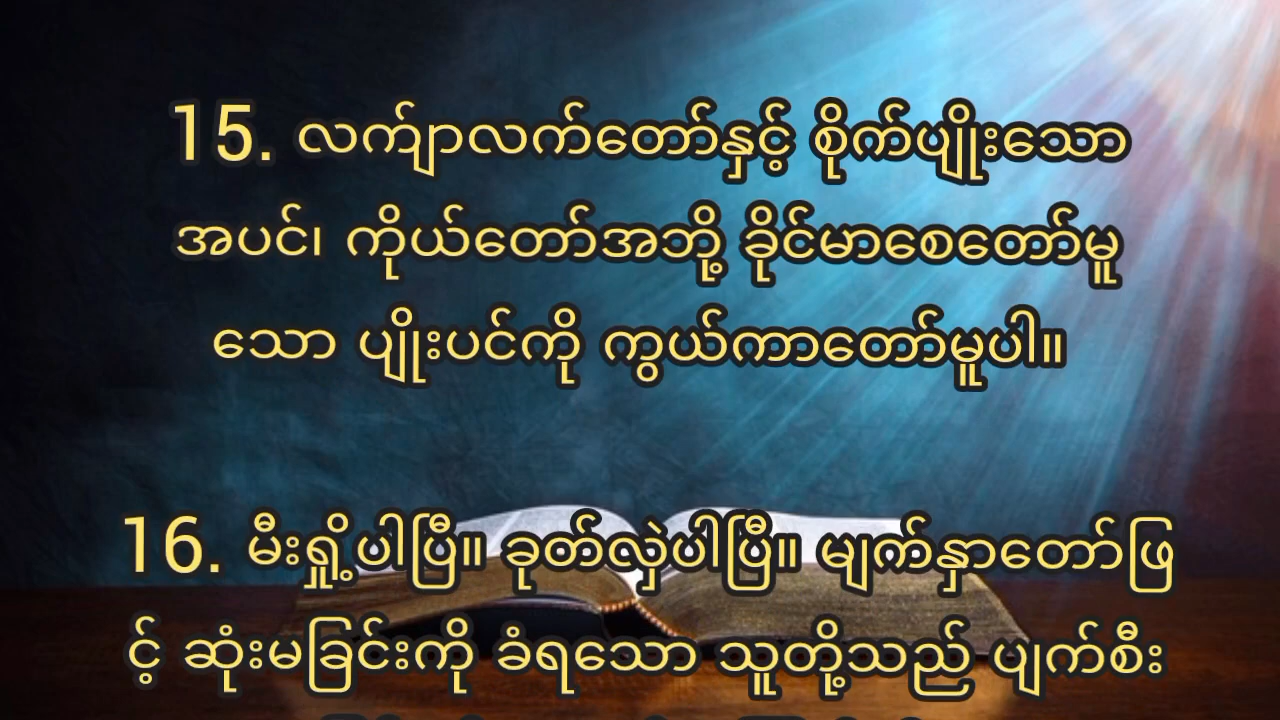 15. လက်ျာလက်တော်နှင့် စိုက်ပျိုးသော
အပင်၊ ကိုယ်တော်အဘို့ ခိုင်မာစေတော်မူ
သော ပျိုးပင်ကို ကွယ်ကာတော်မူပါ။
16. မီးရှို့ပါပြီ။ ခုတ်လှဲပါပြီ။ မျက်နှာတော်ဖြ
င့် ဆုံးမခြင်းကို ခံရသော သူတို့သည် ပျက်စီး